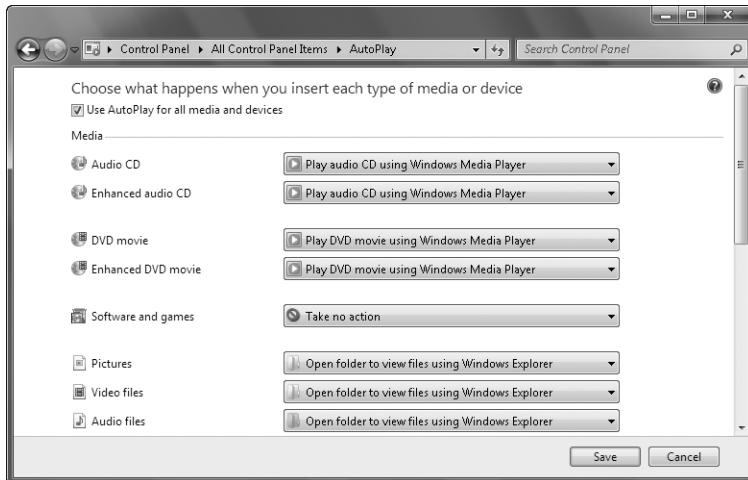 Control Panel ▸ All Control Panel Items ▸ AutoPlay
Search Control Panel
Choose what happens when you insert each type of media or device
Use AutoPlay for all media and devices
Media
Audio CD Play audio CD using Windows Media Player
Enhanced audio CD Play audio CD using Windows Media Player
DVD movie Play DVD movie using Windows Media Player
Enhanced DVD movie Play DVD movie using Windows Media Player
Software and games Take no action
Pictures Open folder to view files using Windows Explorer
Video files Open folder to view files using Windows Explorer
Audio files Open folder to view files using Windows Explorer
Save Cancel